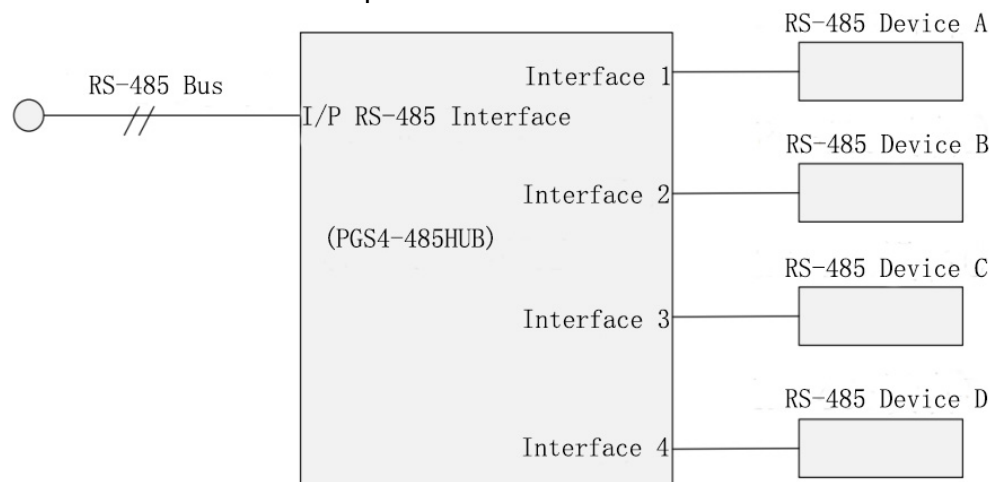 RS-485 Device A
Interface 1
RS-485 Bus
I/P RS-485 Interface
RS-485 Device B
Interface 2
(PGS4-485HUB)
RS-485 Device C
Interface 3
RS-485 Device D
Interface 4